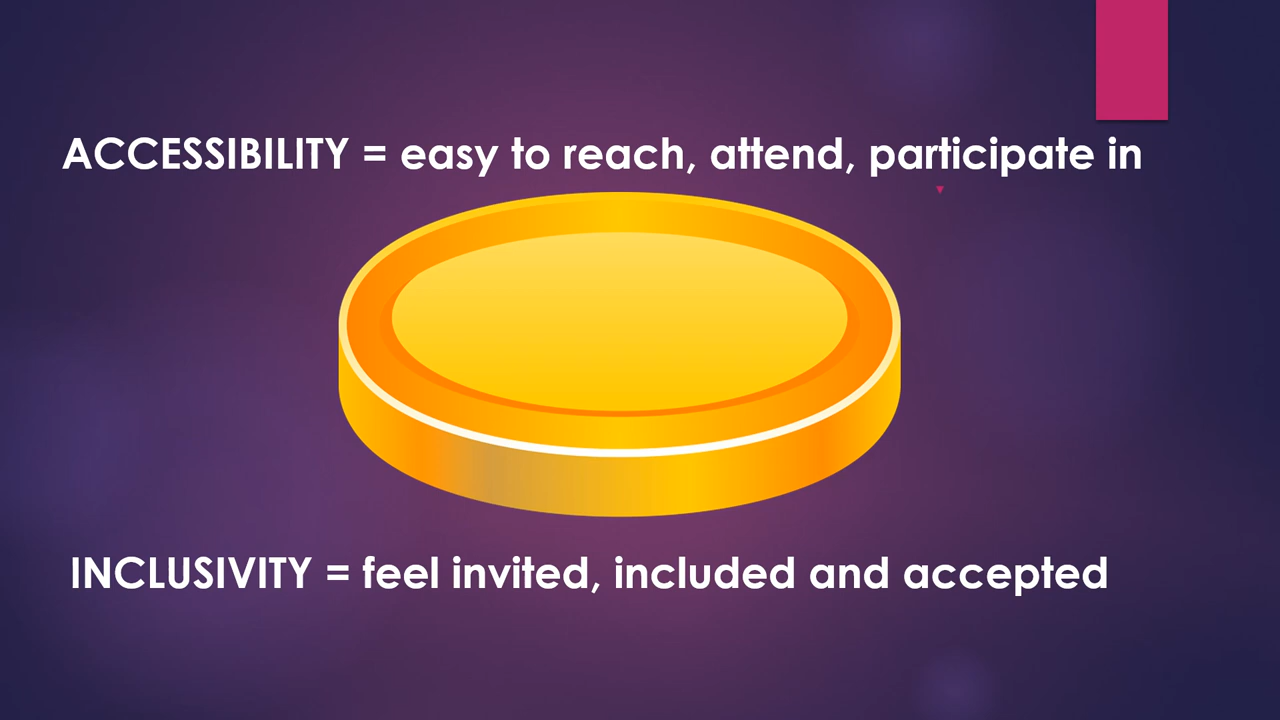 ACCESSIBILITY = easy to reach, attend, participate in
INCLUSIVITY = feel invited, included and accepted